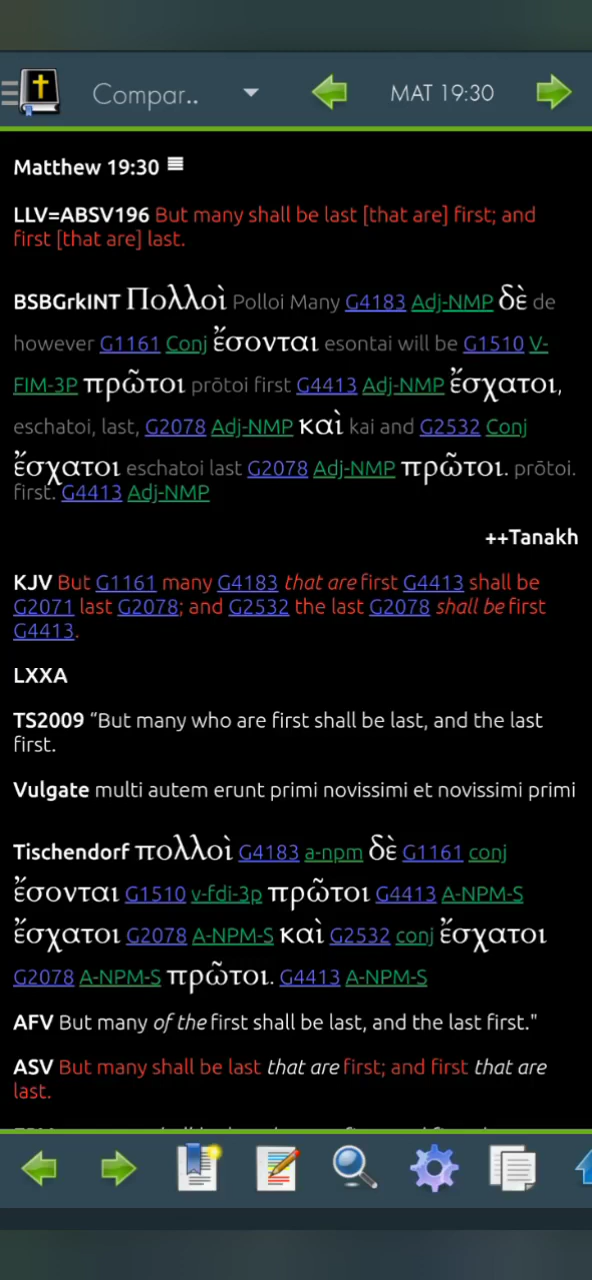 Compar..
MAT 19:30
Matthew 19:30
LLV=ABSV196 But many shall be last [that are] first; and
first [that are] last.
BSBGrkINT Πολλοὶ Polloi Many G4183 Adj-NMP δὲ de
however G1161 Conj ἔσονται esontai will be G1510 V-
FIM-3P πρῶτοι prōtoi first G4413 Adj-NMP ἔσχατοι,
eschatoi, last, G2078 Adj-NMP καὶ kai and G2532 Conj
ἔσχατοι eschatoi last G2078 Adj-NMP πρῶτοι. prōtoi.
first. G4413 Adj-NMP
++Tanakh
KJV But G1161 many G4183 that are first G4413 shall be
G2071 last G2078; and G2532 the last G2078 shall be first
G4413.
LXXA
TS2009 “But many who are first shall be last, and the last
first.
Vulgate multi autem erunt primi novissimi et novissimi primi
Tischendorf πολλοὶ G4183 a-npm δὲ G1161 conj
ἔσονται G1510 v-fdi-3p πρῶτοι G4413 A-NPM-S
ἔσχατοι G2078 A-NPM-S καὶ G2532 conj ἔσχατοι
G2078 A-NPM-S πρῶτοι. G4413 A-NPM-S
AFV But many of the first shall be last, and the last first."
ASV But many shall be last that are first; and first that are
last.